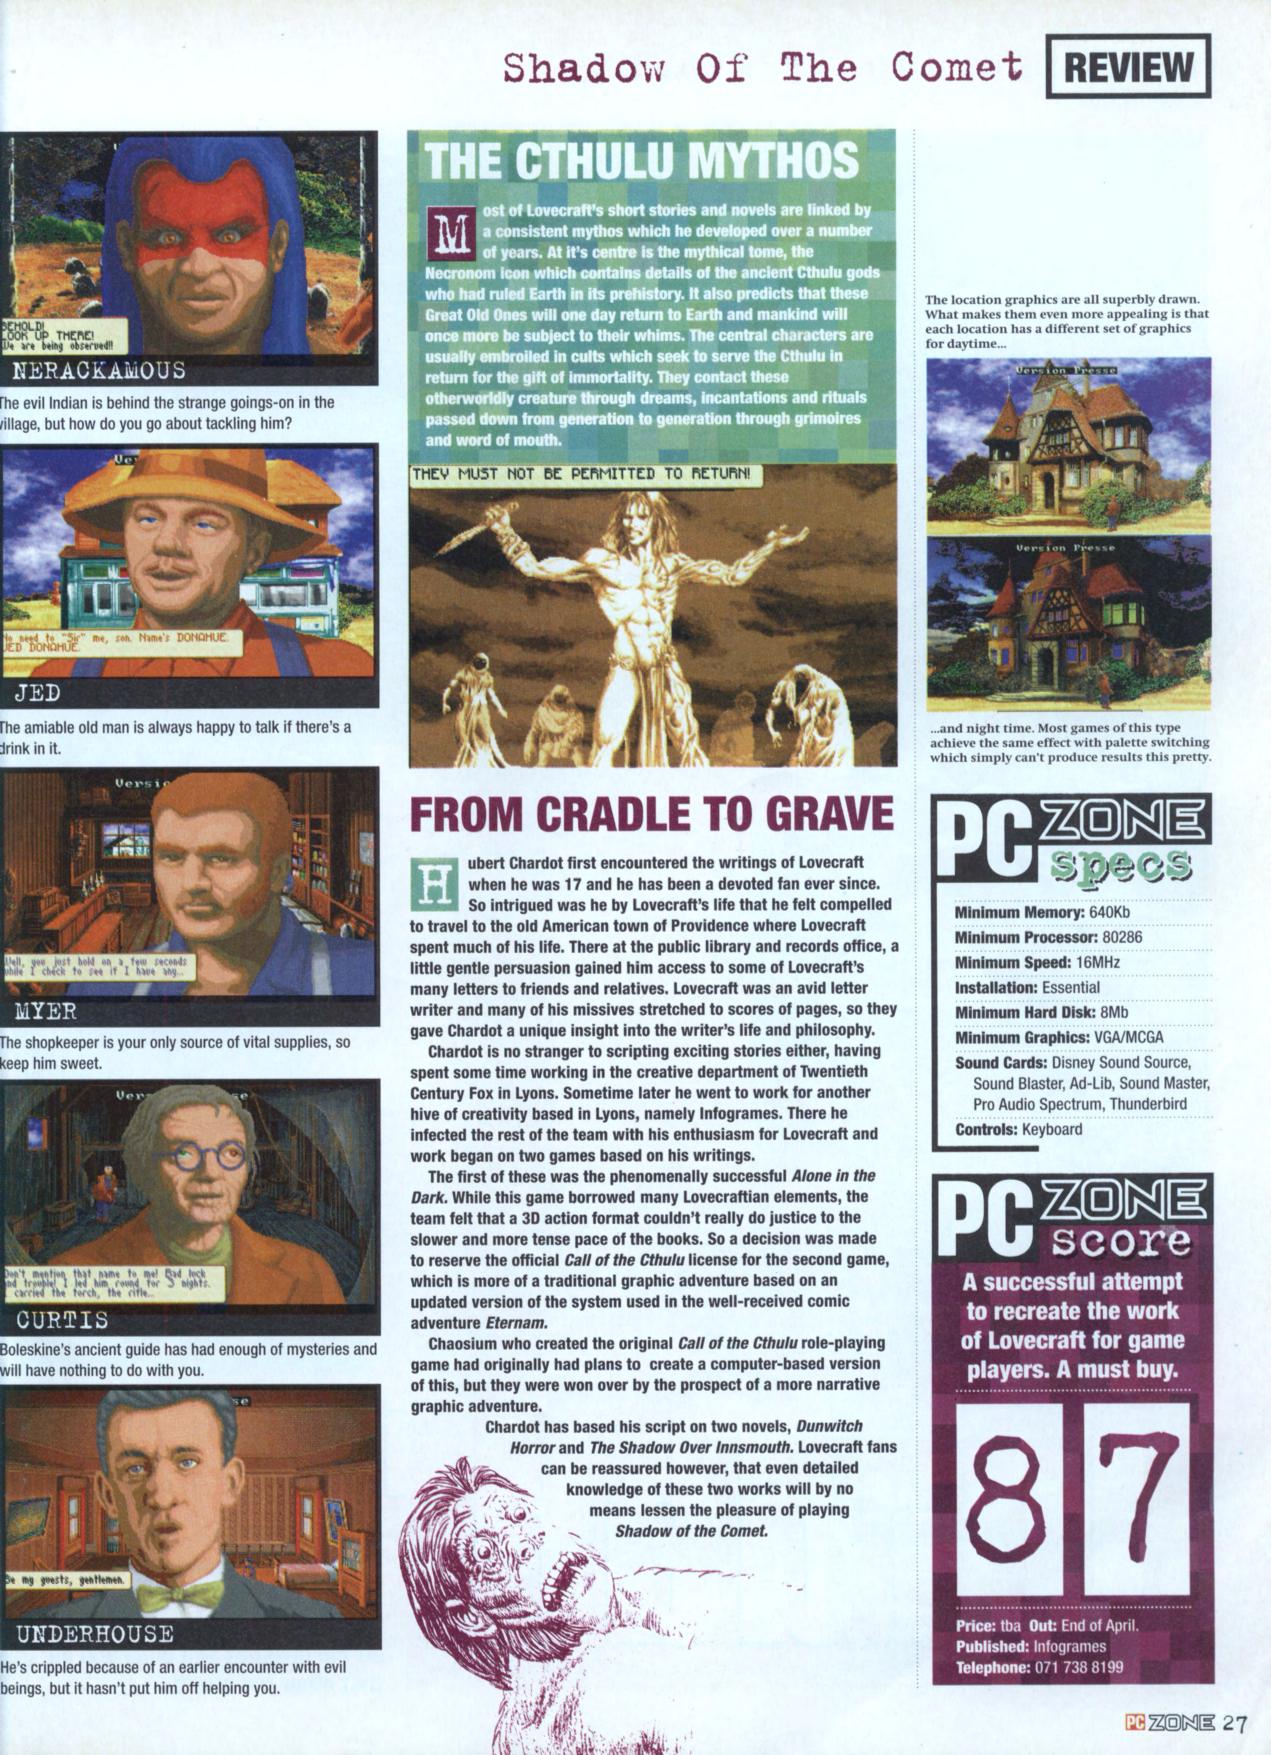 Shadow Of The Comet
REVIEW
BEHOLD!
LOOK UP THERE!
We are being observed!!
NERACKAMOUS
The evil Indian is behind the strange goings-on in the
village, but how do you go about tackling him?
Ver
No need to "Sir" me, son. Name's DONAHUE.
JED DONAHUE.
JED
The amiable old man is always happy to talk if there's a
drink in it.
Versio
Well, you just hold on a few seconds
while I check to see if I have any...
MYER
The shopkeeper is your only source of vital supplies, so
keep him sweet.
Vers se
Don't mention that name to me! Bad luck
and trouble! I led him round for 3 nights.
I carried the torch, the rifle...
CURTIS
Boleskine's ancient guide has had enough of mysteries and
will have nothing to do with you.
se
Be my guests, gentlemen.
UNDERHOUSE
He's crippled because of an earlier encounter with evil
beings, but it hasn't put him off helping you.
THE CTHULU MYTHOS
Most of Lovecraft's short stories and novels are linked by
a consistent mythos which he developed over a number
of years. At it's centre is the mythical tome, the
Necronom icon which contains details of the ancient Cthulu gods
who had ruled Earth in its prehistory. It also predicts that these
Great Old Ones will one day return to Earth and mankind will
once more be subject to their whims. The central characters are
usually embroiled in cults which seek to serve the Cthulu in
return for the gift of immortality. They contact these
otherworldly creature through dreams, incantations and rituals
passed down from generation to generation through grimoires
and word of mouth.
THEY MUST NOT BE PERMITTED TO RETURN!
FROM CRADLE TO GRAVE
Hubert Chardot first encountered the writings of Lovecraft
when he was 17 and he has been a devoted fan ever since.
So intrigued was he by Lovecraft's life that he felt compelled
to travel to the old American town of Providence where Lovecraft
spent much of his life. There at the public library and records office, a
little gentle persuasion gained him access to some of Lovecraft's
many letters to friends and relatives. Lovecraft was an avid letter
writer and many of his missives stretched to scores of pages, so they
gave Chardot a unique insight into the writer's life and philosophy.
Chardot is no stranger to scripting exciting stories either, having
spent some time working in the creative department of Twentieth
Century Fox in Lyons. Sometime later he went to work for another
hive of creativity based in Lyons, namely Infogrames. There he
infected the rest of the team with his enthusiasm for Lovecraft and
work began on two games based on his writings.
The first of these was the phenomenally successful Alone in the
Dark. While this game borrowed many Lovecraftian elements, the
team felt that a 3D action format couldn't really do justice to the
slower and more tense pace of the books. So a decision was made
to reserve the official Call of the Cthulu license for the second game,
which is more of a traditional graphic adventure based on an
updated version of the system used in the well-received comic
adventure Eternam.
Chaosium who created the original Call of the Cthulu role-playing
game had originally had plans to create a computer-based version
of this, but they were won over by the prospect of a more narrative
graphic adventure.
Chardot has based his script on two novels, Dunwitch
Horror and The Shadow Over Innsmouth. Lovecraft fans
can be reassured however, that even detailed
knowledge of these two works will by no
means lessen the pleasure of playing
Shadow of the Comet.
The location graphics are all superbly drawn.
What makes them even more appealing is that
each location has a different set of graphics
for daytime...
Version Presse
Version Presse
...and night time. Most games of this type
achieve the same effect with palette switching
which simply can't produce results this pretty.
PC ZONE
specs
Minimum Memory: 640Kb
Minimum Processor: 80286
Minimum Speed: 16MHz
Installation: Essential
Minimum Hard Disk: 8Mb
Minimum Graphics: VGA/MCGA
Sound Cards: Disney Sound Source,
Sound Blaster, Ad-Lib, Sound Master,
Pro Audio Spectrum, Thunderbird
Controls: Keyboard
PC ZONE
score
A successful attempt
to recreate the work
of Lovecraft for game
players. A must buy.
87
Price: tba Out: End of April.
Published: Infogrames
Telephone: 071 738 8199
PC ZONE 27